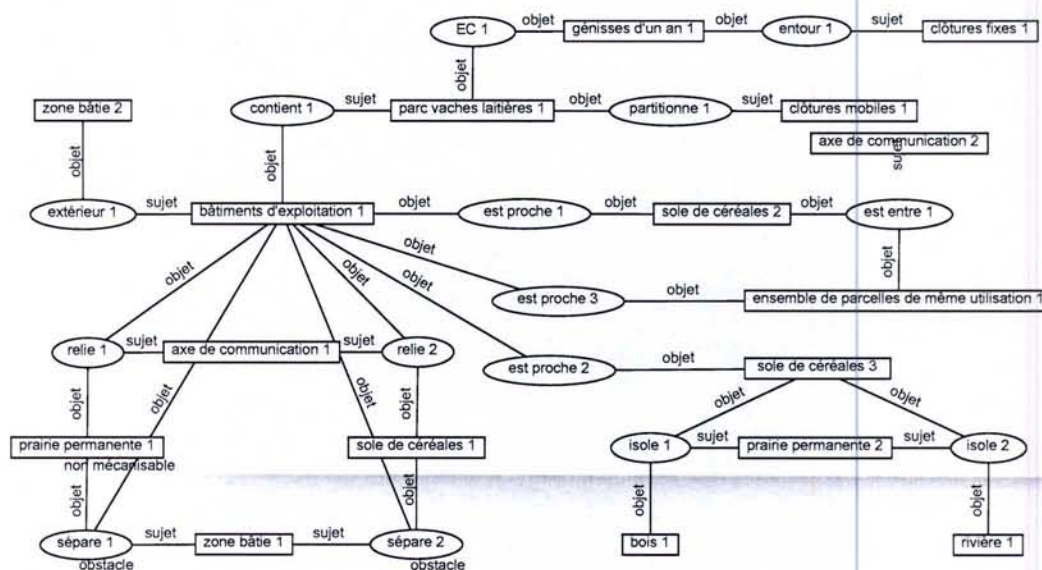 EC 1
objet
génisses d'un an 1
objet
entour 1
sujet
clôtures fixes 1
objet
objet
zone bâtie 2
contient 1
sujet
parc vaches laitières 1
objet
partitionne 1
sujet
clôtures mobiles 1
axe de communication 2
sujet
objet
objet
extérieur 1
sujet
bâtiments d'exploitation 1
objet
est proche 1
objet
sole de céréales 2
objet
est entre 1
objet
objet
objet
objet
objet
est proche 3
objet
ensemble de parcelles de même utilisation 1
relie 1
sujet
axe de communication 1
sujet
relie 2
est proche 2
objet
sole de céréales 3
objet
objet
objet
objet
objet
objet
prairie permanente 1
non mécanisable
sole de céréales 1
isole 1
sujet
prairie permanente 2
sujet
isole 2
objet
objet
objet
objet
sépare 1
sujet
zone bâtie 1
sujet
sépare 2
bois 1
rivière 1
obstacle
obstacle